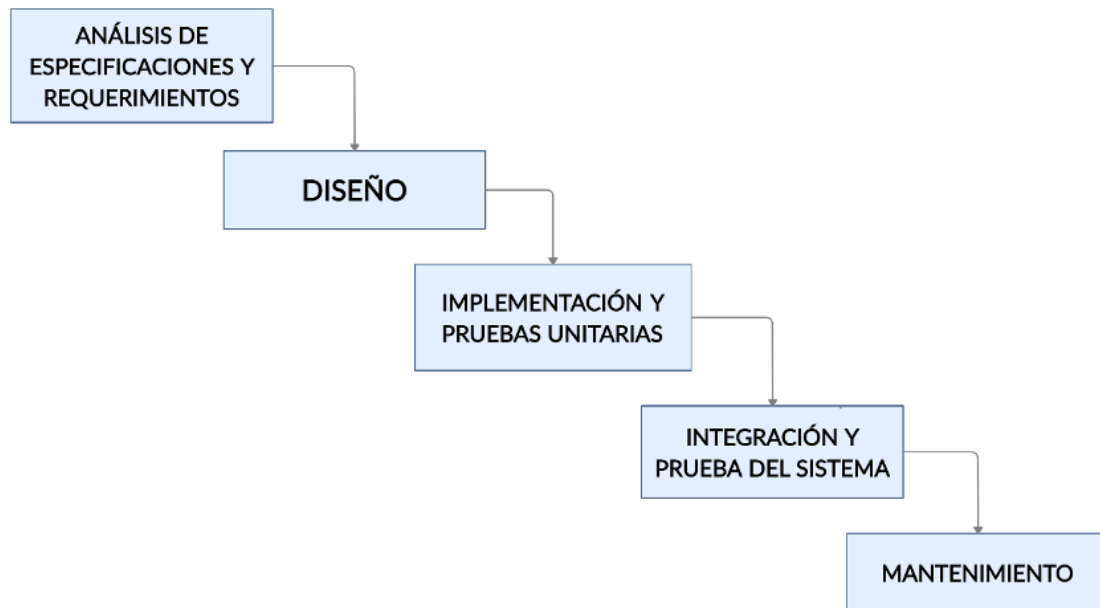 ANÁLISIS DE
ESPECIFICACIONES Y
REQUERIMIENTOS
DISEÑO
IMPLEMENTACIÓN Y
PRUEBAS UNITARIAS
INTEGRACIÓN Y
PRUEBA DEL SISTEMA
MANTENIMIENTO